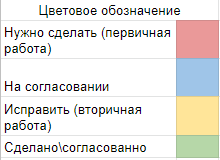 Цветовое обозначение
Нужно сделать (первичная
работа)
На согласовании
Исправить (вторичная
работа)
Сделано\согласованно